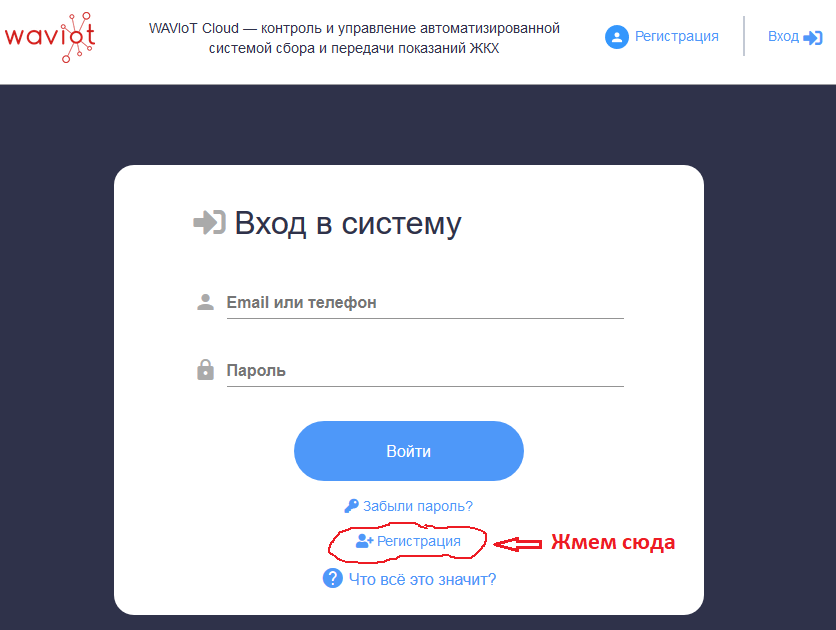 waviot
WAVIoT Cloud — контроль и управление автоматизированной
системой сбора и передачи показаний ЖКХ
Регистрация
Вход
Вход в систему
Email или телефон
Пароль
Войти
Забыли пароль?
Регистрация
Жмем сюда
? Что всё это значит?